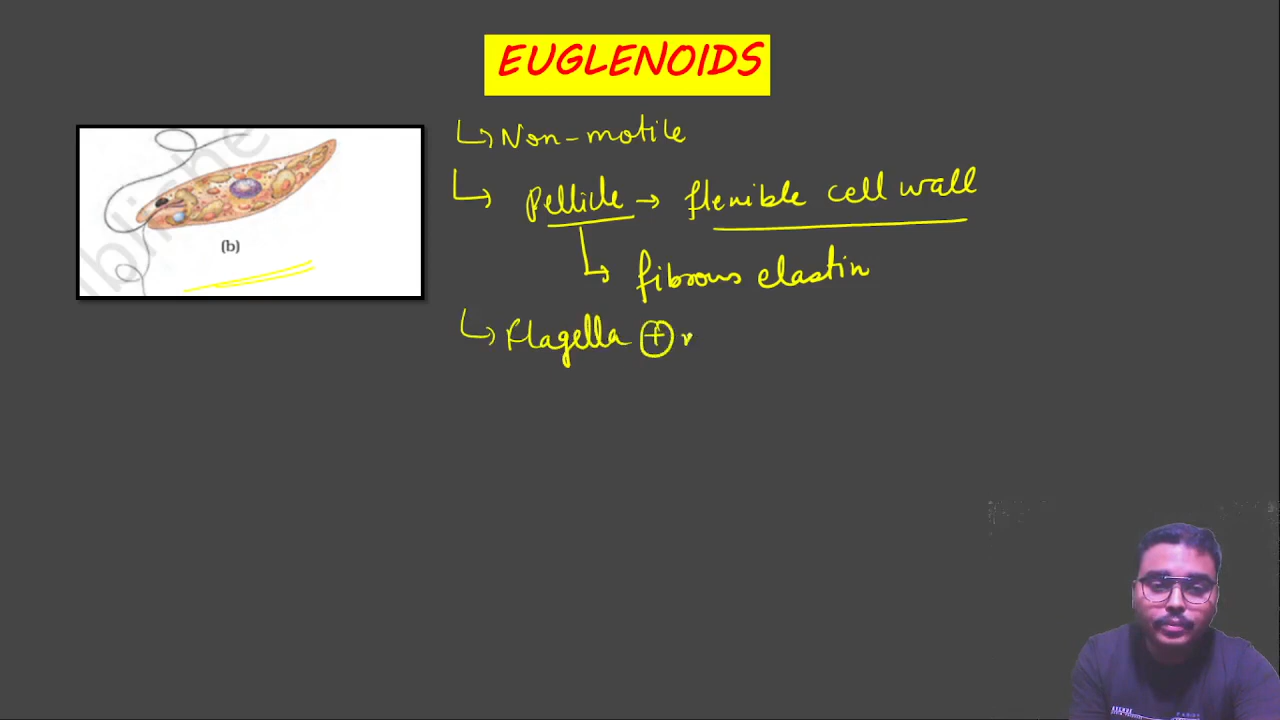 EUGLENOIDS
↳ Non-motile
↳ Pellicle → flexible cell wall
↳ fibrous elastin
↳ Flagella ⊕
(b)